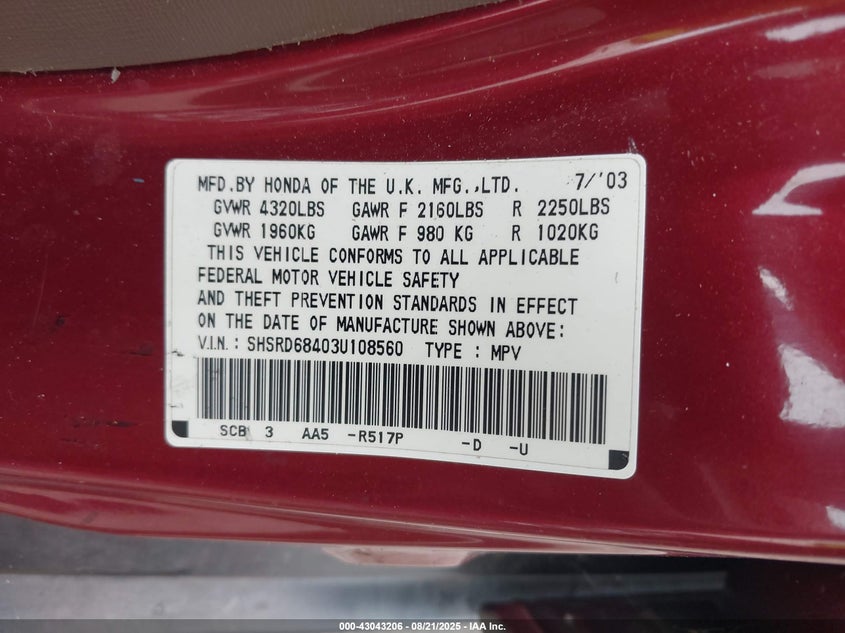 MFD.BY HONDA OF THE U.K. MFG.,LTD. 7/'03
GVWR 4320LBS GAWR F 2160LBS R 2250LBS
GVWR 1960KG GAWR F 980 KG R 1020KG
THIS VEHICLE CONFORMS TO ALL APPLICABLE
FEDERAL MOTOR VEHICLE SAFETY
AND THEFT PREVENTION STANDARDS IN EFFECT
ON THE DATE OF MANUFACTURE SHOWN ABOVE:
V.I.N.: SHSRD68403U108560 TYPE : MPV
SCB 3 AA5 -R517P -D -U
000-43043206 - 08/21/2025 - IAA Inc.